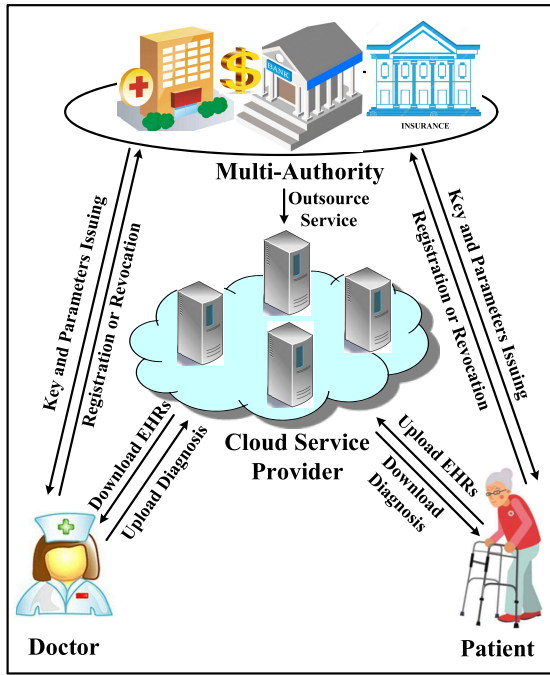 BANK
INSURANCE
Multi-Authority
Outsource
Service
Key and Parameters Issuing
Registration or Revocation
Key and Parameters Issuing
Registration or Revocation
Cloud Service
Provider
Download EHRs
Upload Diagnosis
Upload EHRs
Download
Diagnosis
Doctor
Patient